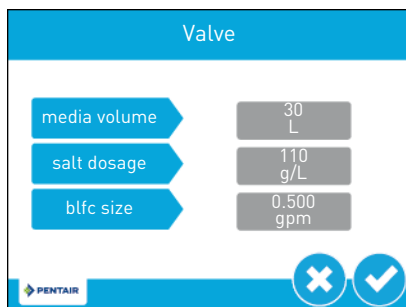 Valve
media volume
30
L
salt dosage
110
g/L
blfc size
0.500
gpm
PENTAIR